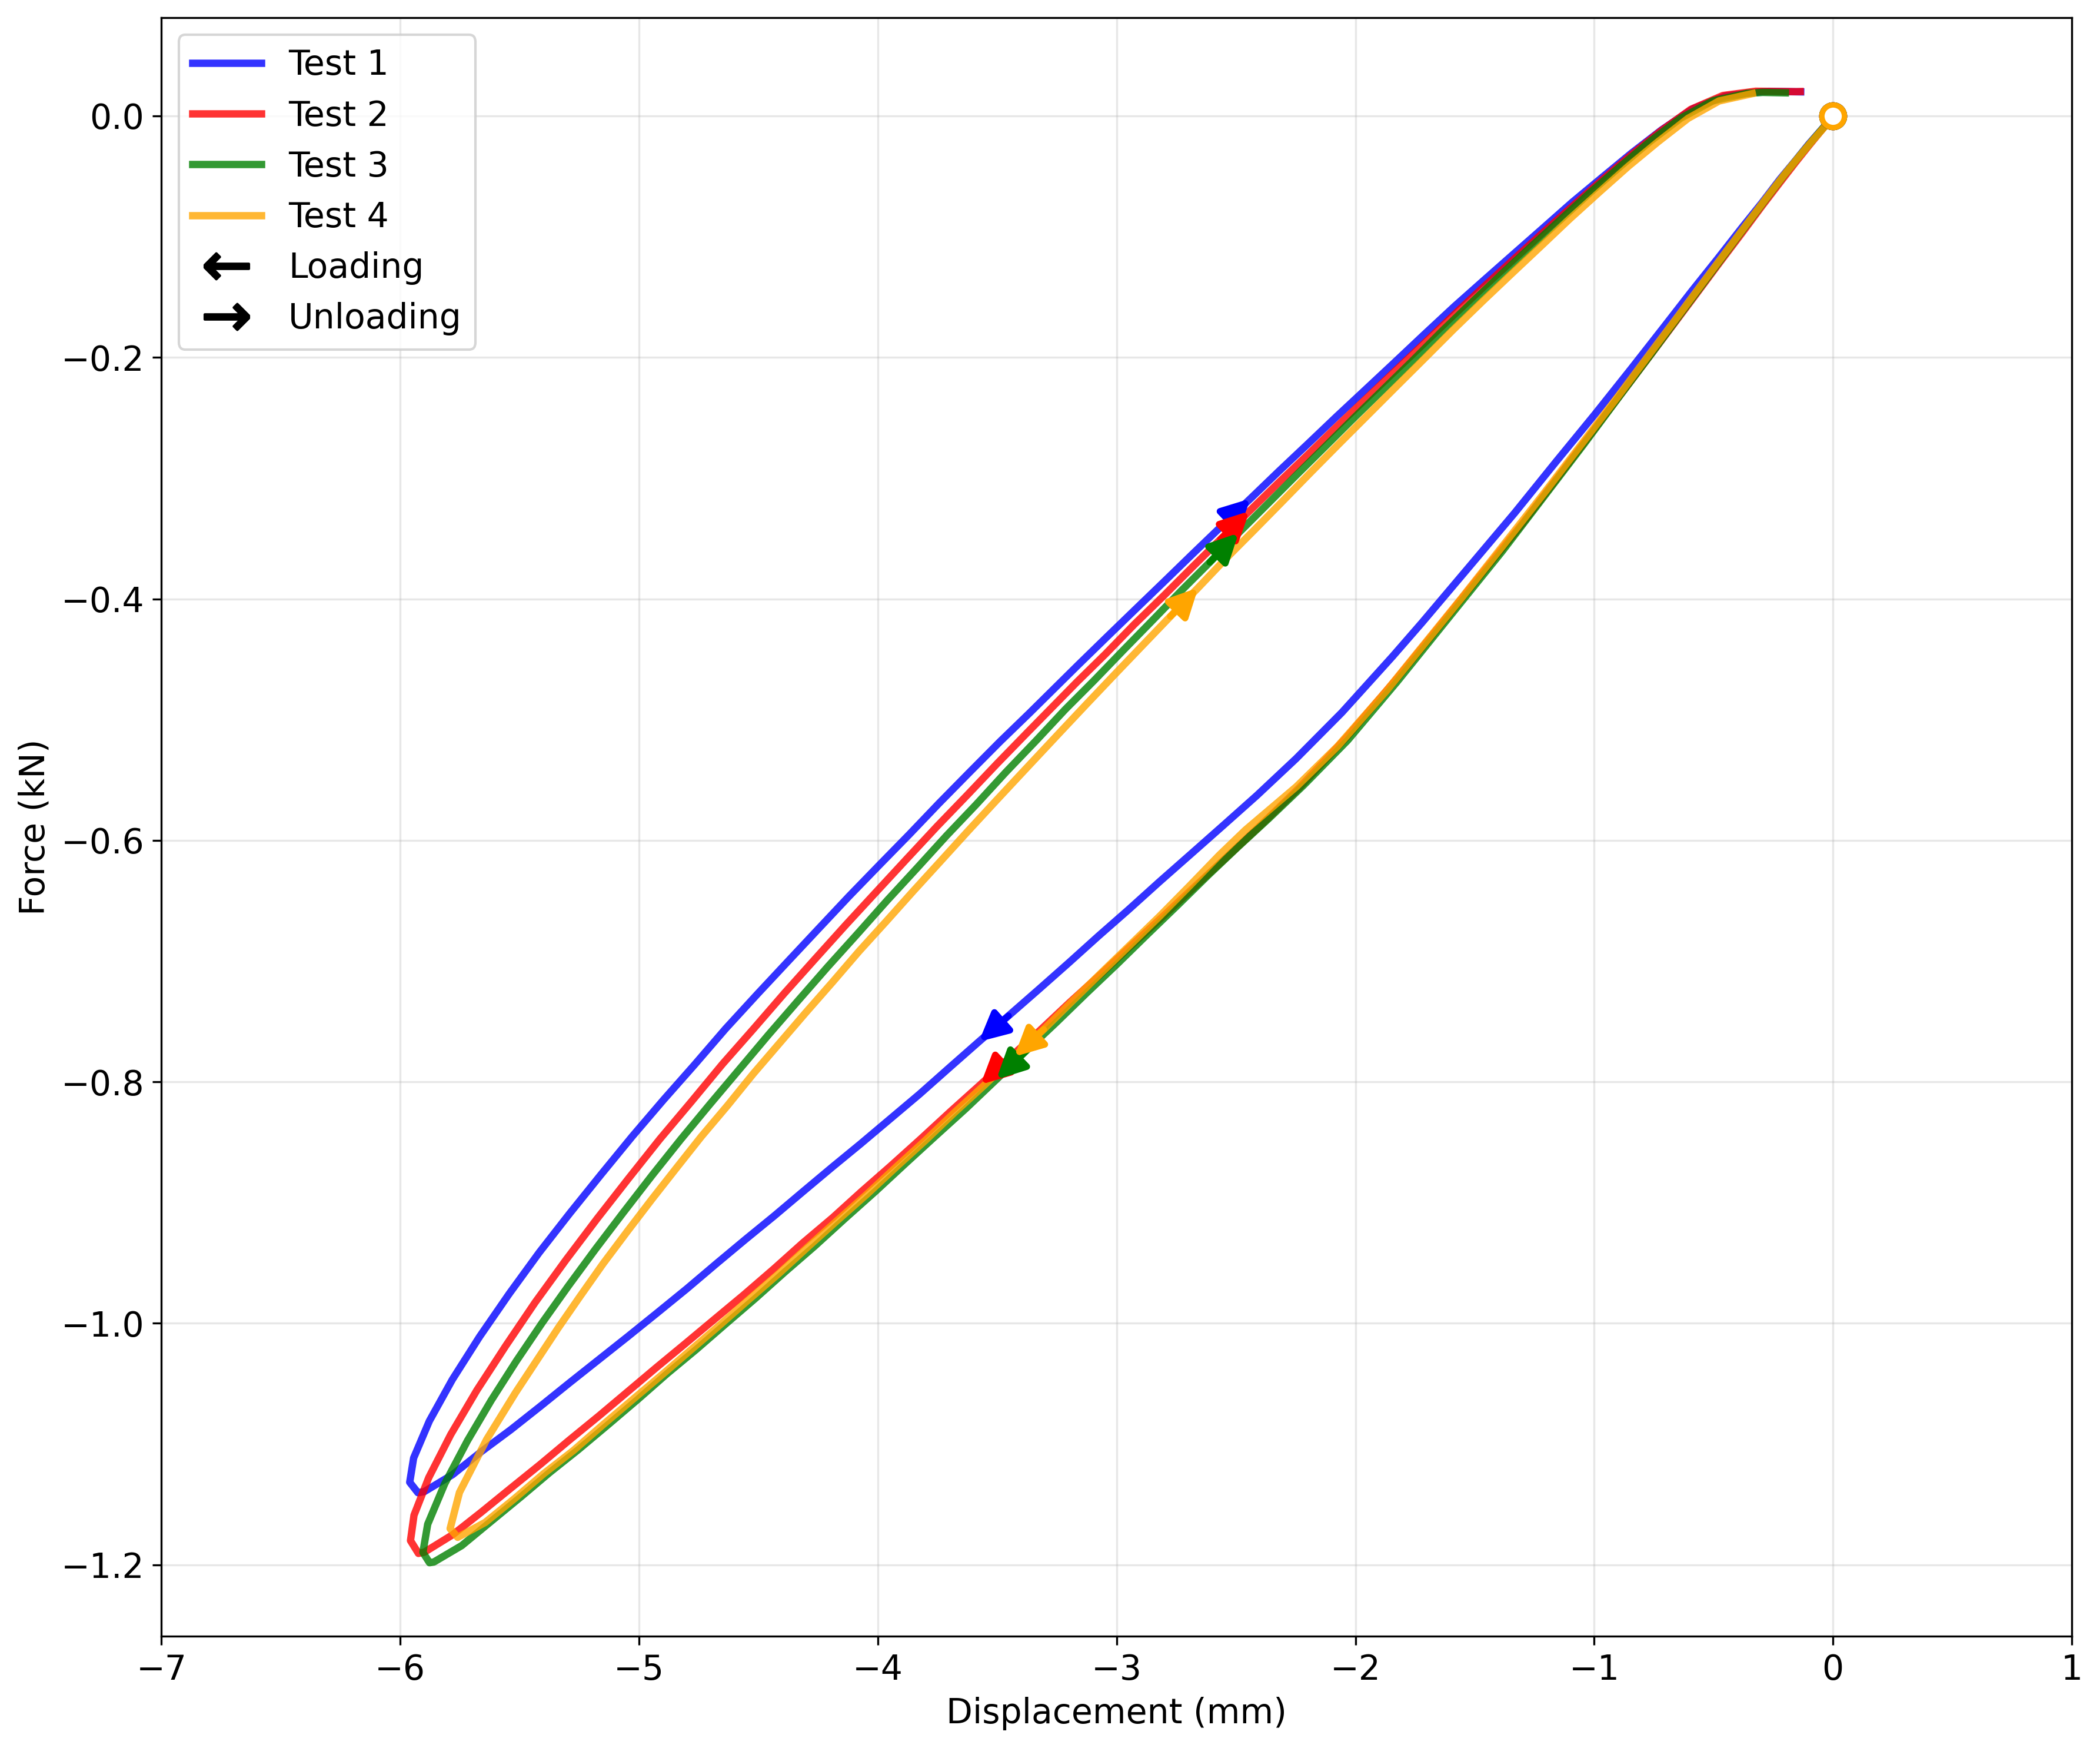 Test 1
Test 2
Test 3
Test 4
Loading
Unloading
0.0
−0.2
−0.4
−0.6
−0.8
−1.0
−1.2
Force (kN)
−7 −6 −5 −4 −3 −2 −1 0 1
Displacement (mm)